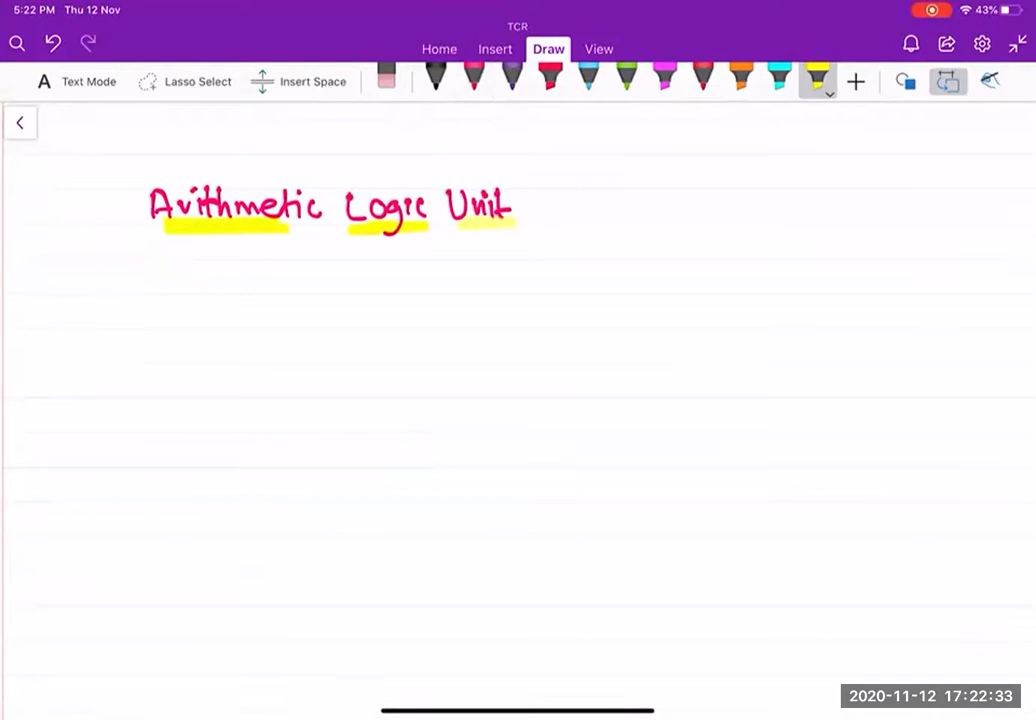 5:22 PM Thu 12 Nov
43%
TCR
Home Insert Draw View
A Text Mode Lasso Select Insert Space
Arithmetic Logic Unit
2020-11-12 17:22:33